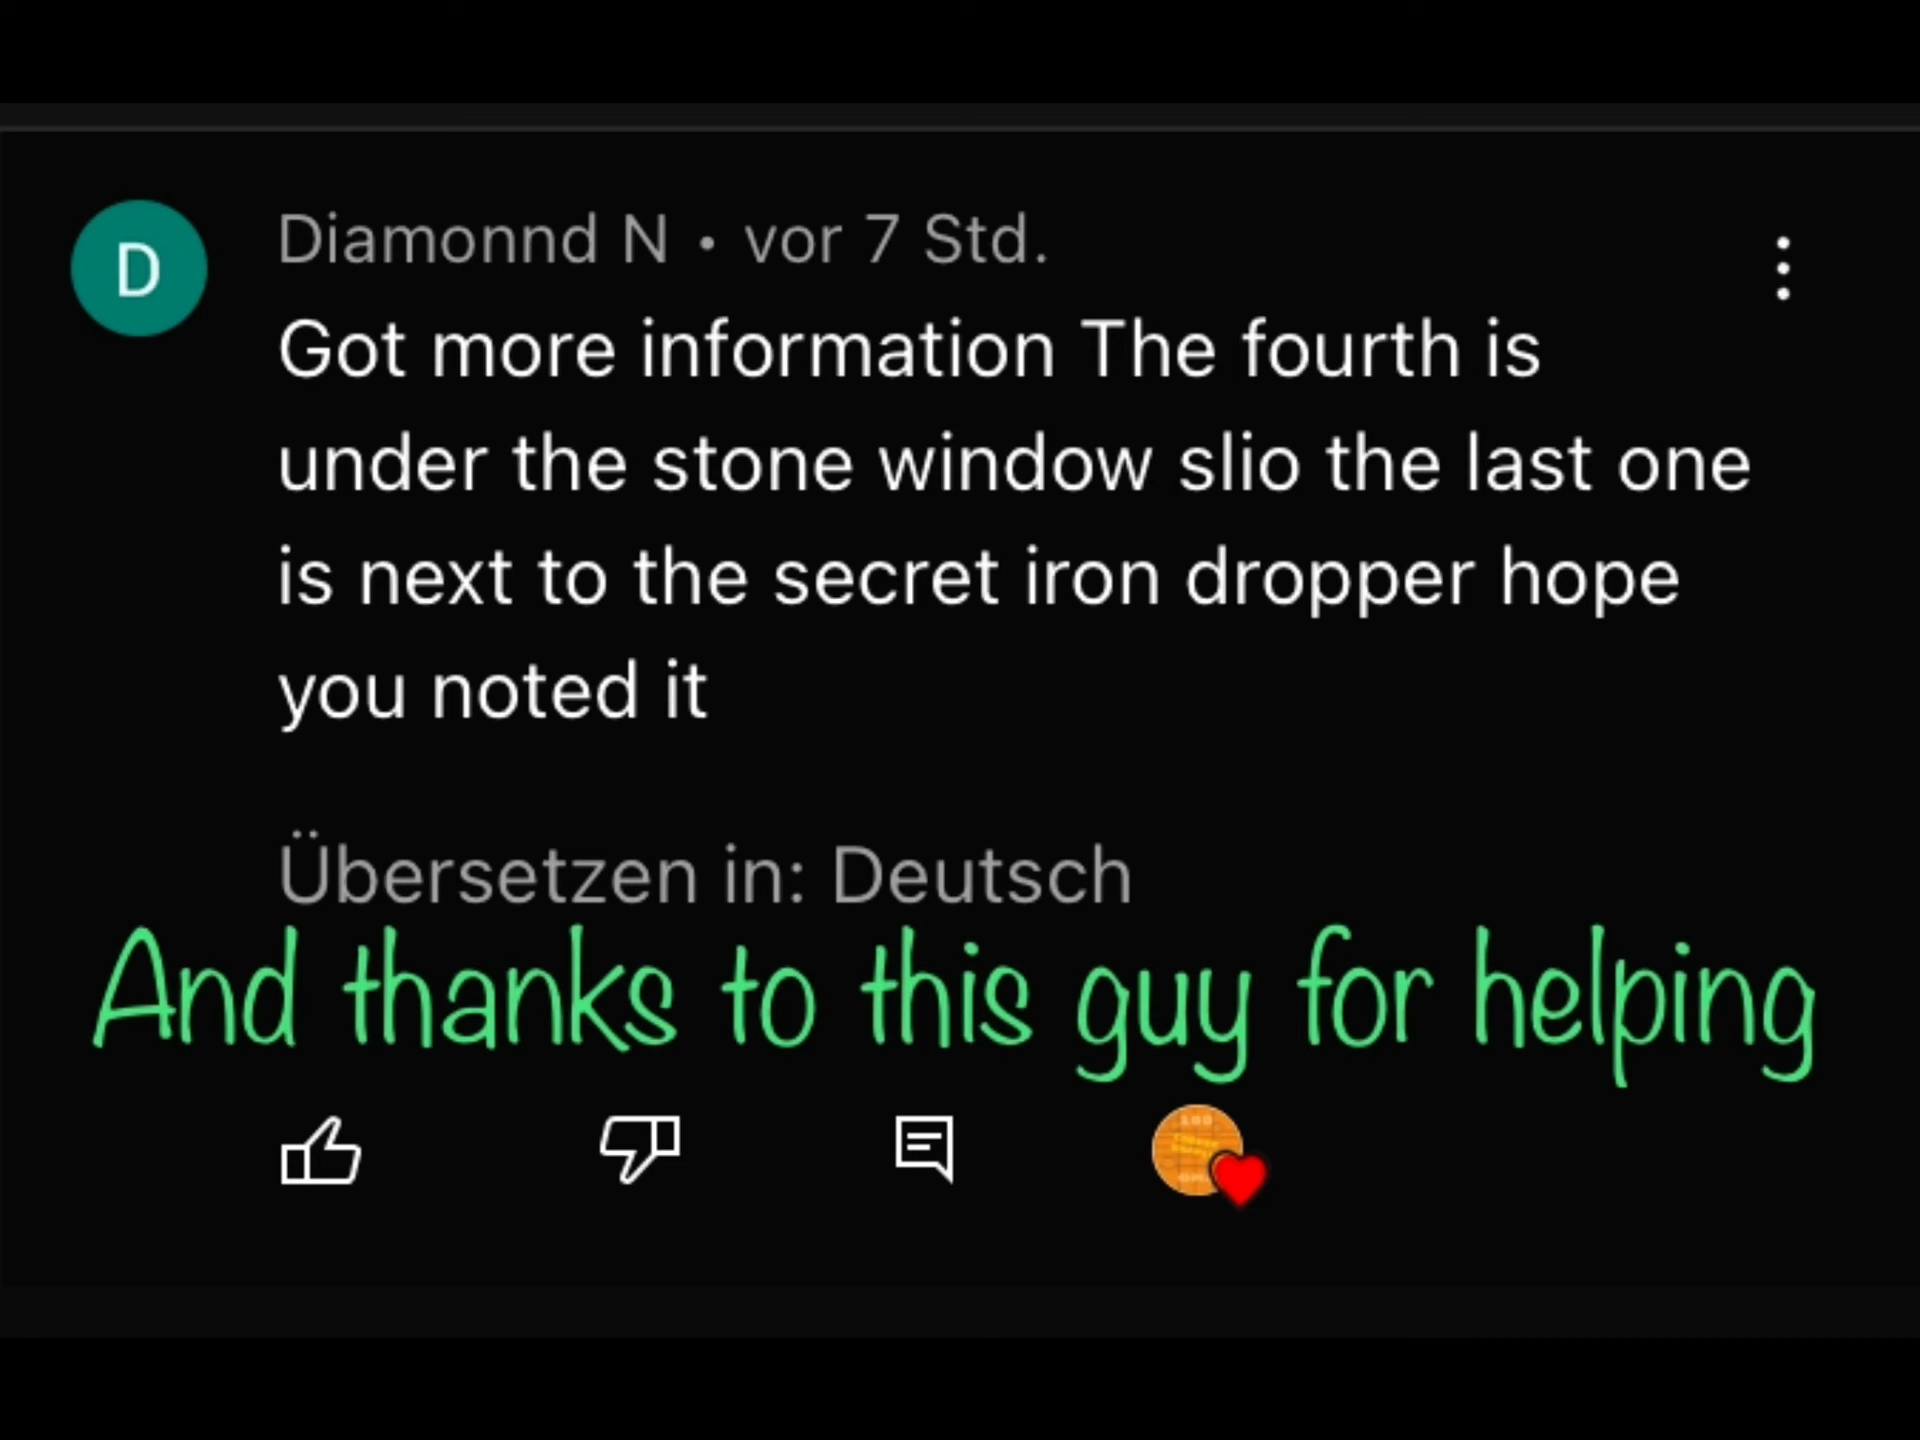 D
Diamonnd N • vor 7 Std.
Got more information The fourth is
under the stone window slio the last one
is next to the secret iron dropper hope
you noted it
Übersetzen in: Deutsch
And thanks to this guy for helping
100